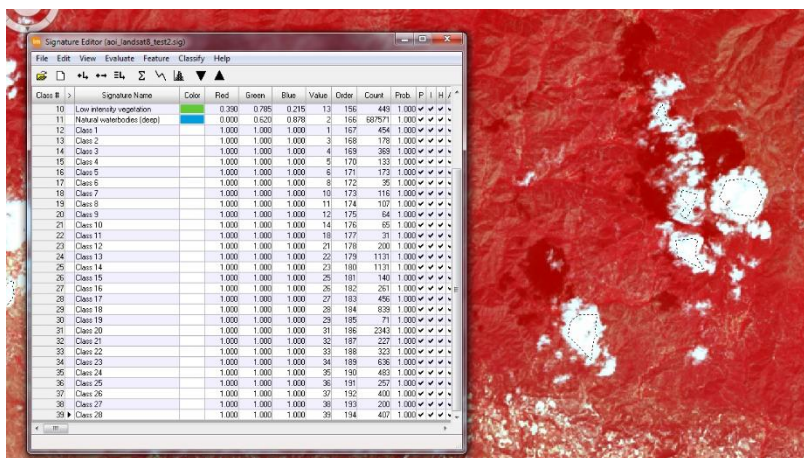 Signature Editor (aoi_landsat8_test2.sig)
File Edit View Evaluate Feature Classify Help
Class # > Signature Name Color Red Green Blue Value Order Count Prob. P I H A
10 Low intensity vegetation 0.390 0.785 0.215 13 156 449 1.000
11 Natural waterbodies (deep) 0.000 0.620 0.878 2 166 687571 1.000
12 Class 1 1.000 1.000 1.000 1 167 454 1.000
13 Class 2 1.000 1.000 1.000 3 168 178 1.000
14 Class 3 1.000 1.000 1.000 4 169 369 1.000
15 Class 4 1.000 1.000 1.000 5 170 133 1.000
16 Class 5 1.000 1.000 1.000 6 171 173 1.000
17 Class 6 1.000 1.000 1.000 8 172 35 1.000
18 Class 7 1.000 1.000 1.000 10 173 116 1.000
19 Class 8 1.000 1.000 1.000 11 174 107 1.000
20 Class 9 1.000 1.000 1.000 12 175 64 1.000
21 Class 10 1.000 1.000 1.000 14 176 65 1.000
22 Class 11 1.000 1.000 1.000 18 177 31 1.000
23 Class 12 1.000 1.000 1.000 21 178 200 1.000
24 Class 13 1.000 1.000 1.000 22 179 1131 1.000
25 Class 14 1.000 1.000 1.000 23 180 1131 1.000
26 Class 15 1.000 1.000 1.000 25 181 140 1.000
27 Class 16 1.000 1.000 1.000 26 182 261 1.000
28 Class 17 1.000 1.000 1.000 27 183 456 1.000
29 Class 18 1.000 1.000 1.000 28 184 839 1.000
30 Class 19 1.000 1.000 1.000 29 185 71 1.000
31 Class 20 1.000 1.000 1.000 31 186 2343 1.000
32 Class 21 1.000 1.000 1.000 32 187 227 1.000
33 Class 22 1.000 1.000 1.000 33 188 323 1.000
34 Class 23 1.000 1.000 1.000 34 189 636 1.000
35 Class 24 1.000 1.000 1.000 35 190 483 1.000
36 Class 25 1.000 1.000 1.000 36 191 257 1.000
37 Class 26 1.000 1.000 1.000 37 192 400 1.000
38 Class 27 1.000 1.000 1.000 38 193 200 1.000
39 Class 28 1.000 1.000 1.000 39 194 407 1.000